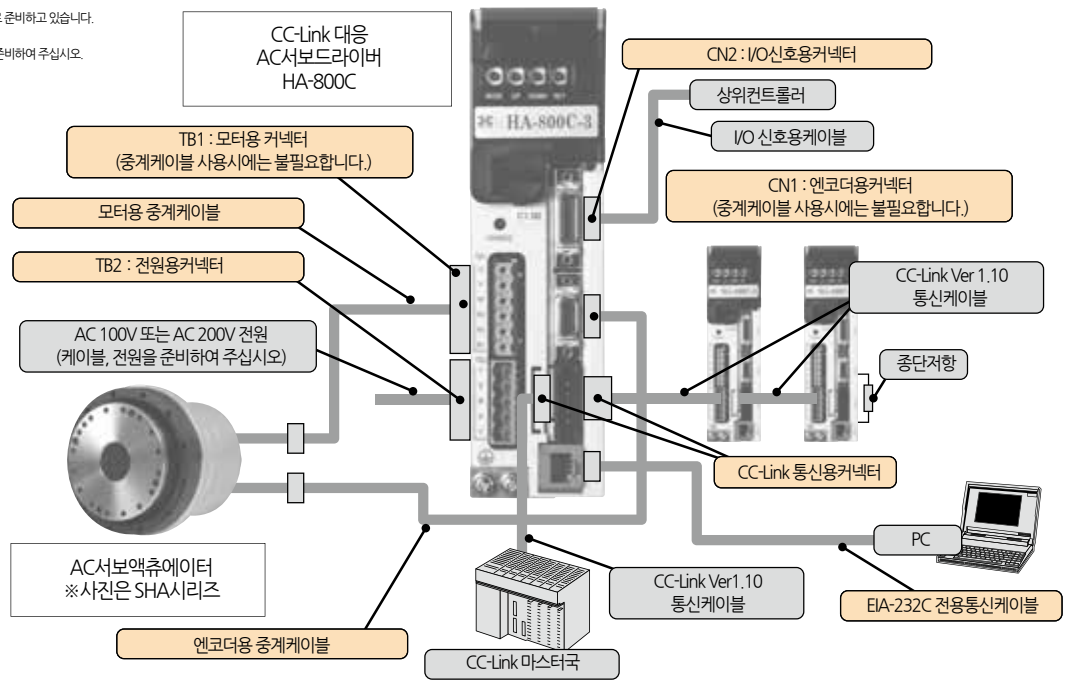 준비하고 있습니다.
준비하여 주십시오.
CC-Link 대응
AC서보드라이버
HA-800C
CN2 : I/O신호용커넥터
상위컨트롤러
HA-800C-3
I/O 신호용케이블
TB1 : 모터용 커넥터
(중계케이블 사용시에는 불필요합니다.)
CN1 : 엔코더용커넥터
(중계케이블 사용시에는 불필요합니다.)
모터용 중계케이블
TB2 : 전원용커넥터
CC-Link Ver 1.10
통신케이블
AC 100V 또는 AC 200V 전원
(케이블, 전원을 준비하여 주십시오)
종단저항
CC-Link 통신용커넥터
PC
AC서보액츄에이터
※사진은 SHA시리즈
CC-Link Ver1.10
통신케이블
EIA-232C 전용통신케이블
엔코더용 중계케이블
CC-Link 마스터국